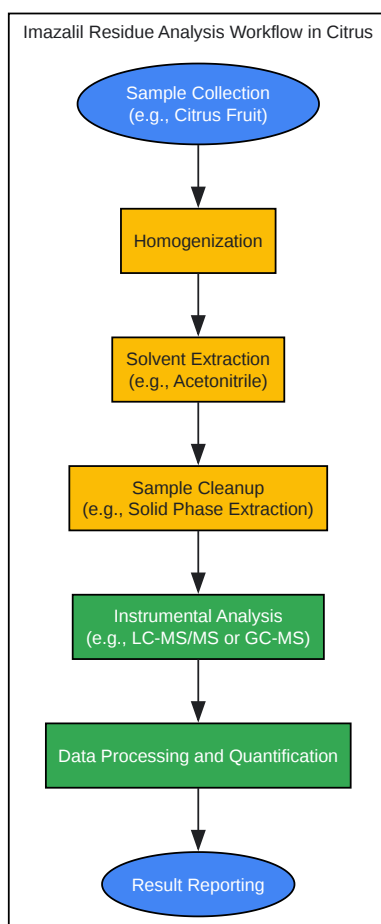 Imazalil Residue Analysis Workflow in Citrus
Sample Collection
(e.g., Citrus Fruit)
Homogenization
Solvent Extraction
(e.g., Acetonitrile)
Sample Cleanup
(e.g., Solid Phase Extraction)
Instrumental Analysis
(e.g., LC-MS/MS or GC-MS)
Data Processing and Quantification
Result Reporting